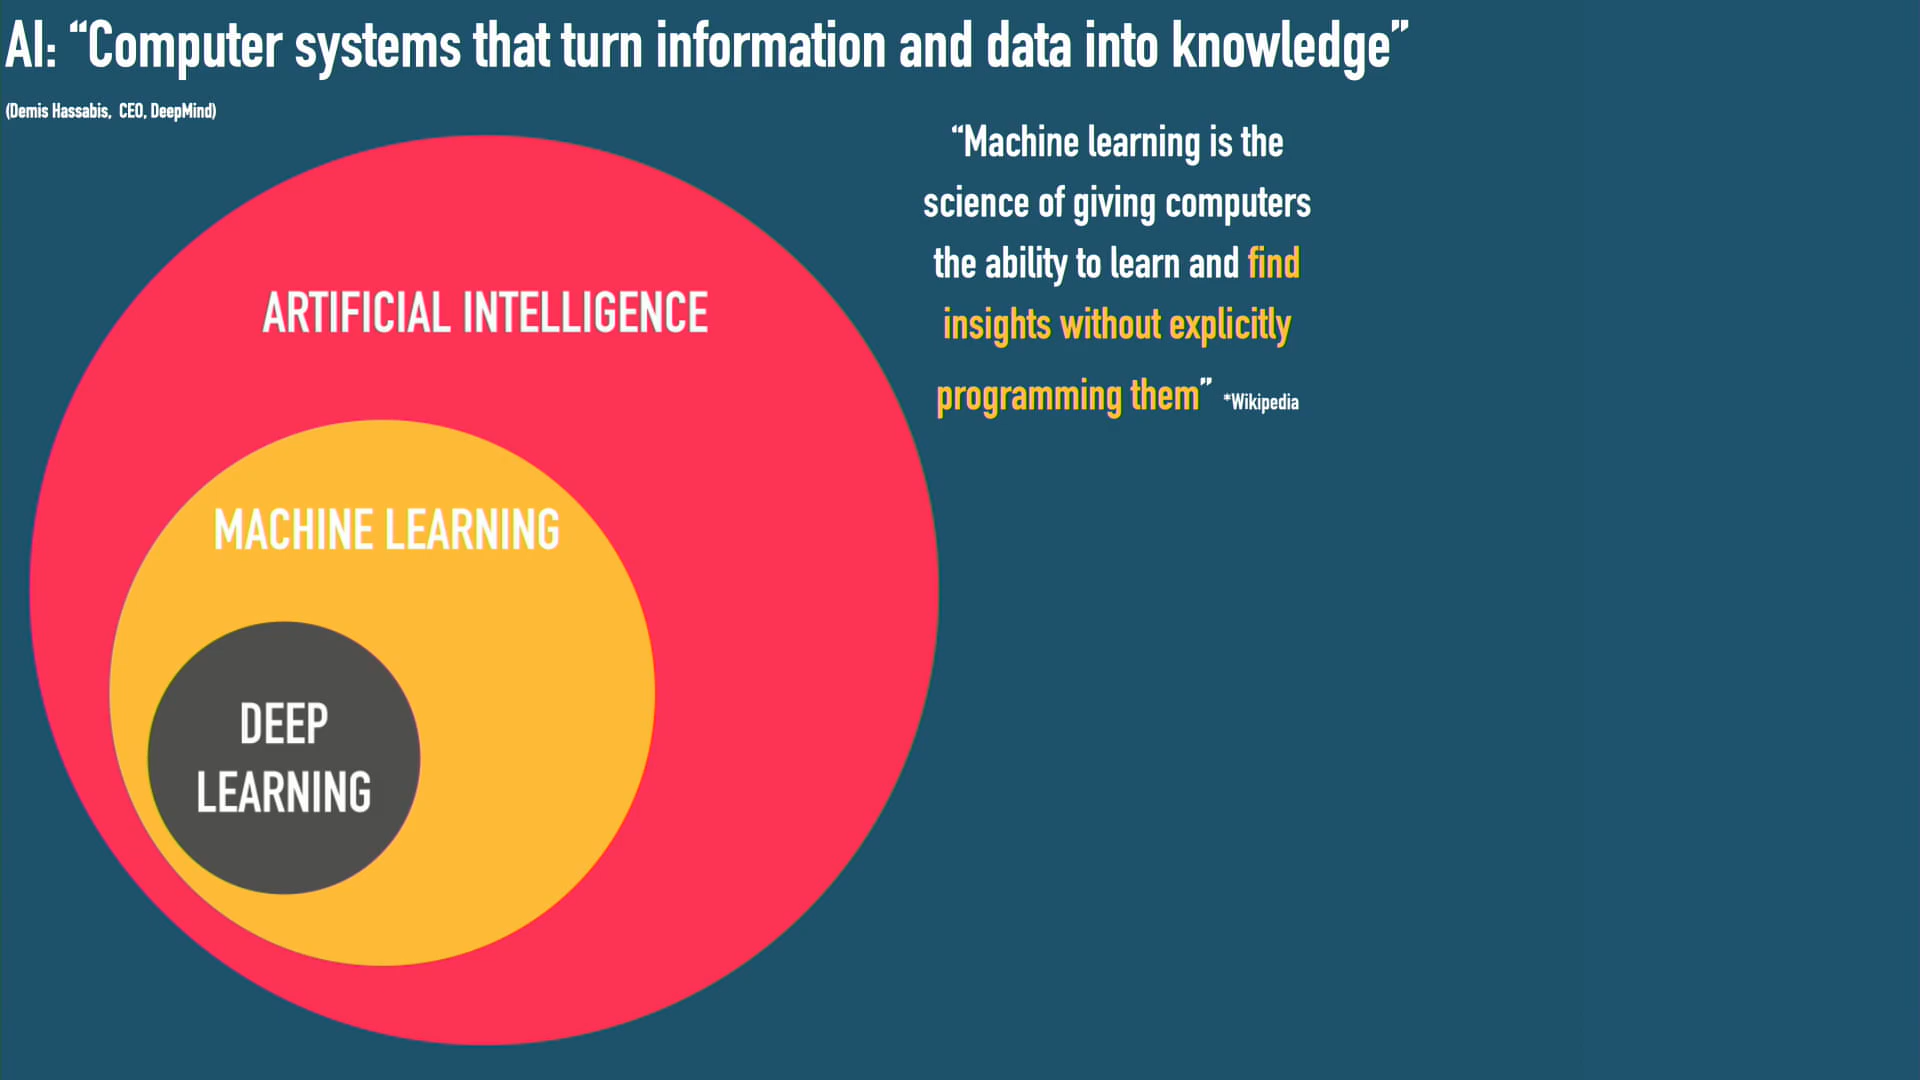 AI: “Computer systems that turn information and data into knowledge”
(Demis Hassabis, CEO, DeepMind)
“Machine learning is the
science of giving computers
the ability to learn and find
insights without explicitly
programming them” *Wikipedia
ARTIFICIAL INTELLIGENCE
MACHINE LEARNING
DEEP
LEARNING